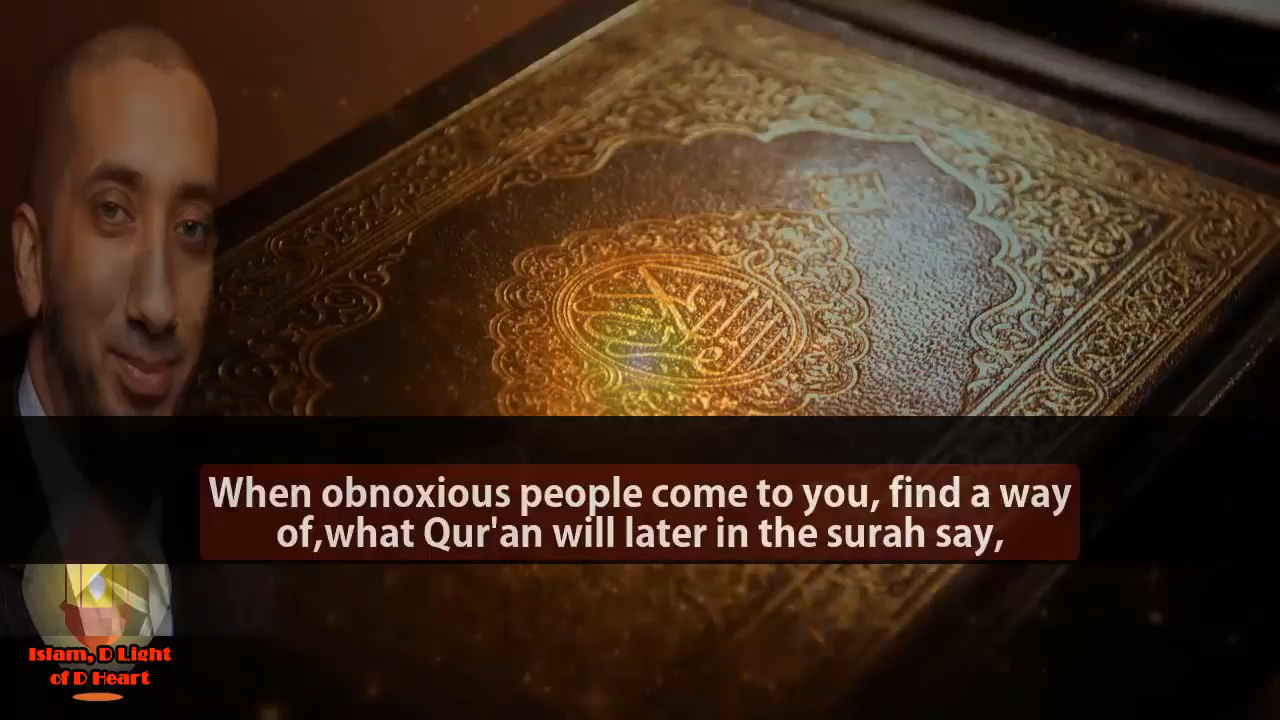 When obnoxious people come to you, find a way
of,what Qur'an will later in the surah say,
Islam, D Light
of D Heart